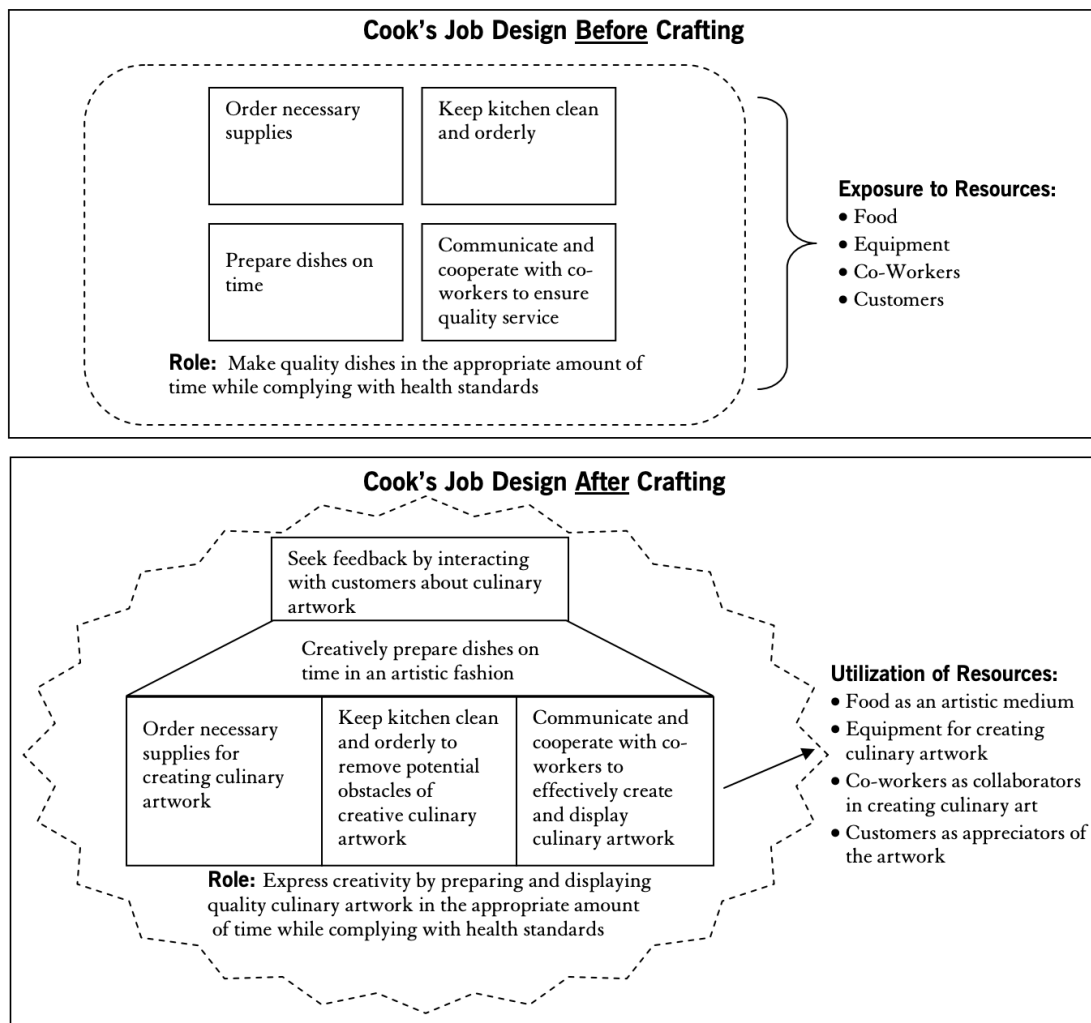 Cook's Job Design Before Crafting
Order necessary
supplies
Keep kitchen clean
and orderly
Prepare dishes on
time
Communicate and
cooperate with co-
workers to ensure
quality service
Role: Make quality dishes in the appropriate amount of
time while complying with health standards
Exposure to Resources:
• Food
• Equipment
• Co-Workers
• Customers
Cook's Job Design After Crafting
Seek feedback by interacting
with customers about culinary
artwork
Creatively prepare dishes on
time in an artistic fashion
Order necessary
supplies for
creating culinary
artwork
Keep kitchen clean
and orderly to
remove potential
obstacles of
creative culinary
artwork
Communicate and
cooperate with co-
workers to
effectively create
and display
culinary artwork
Role: Express creativity by preparing and displaying
quality culinary artwork in the appropriate amount
of time while complying with health standards
Utilization of Resources:
• Food as an artistic medium
• Equipment for creating
culinary artwork
• Co-workers as collaborators
in creating culinary art
• Customers as appreciators of
the artwork